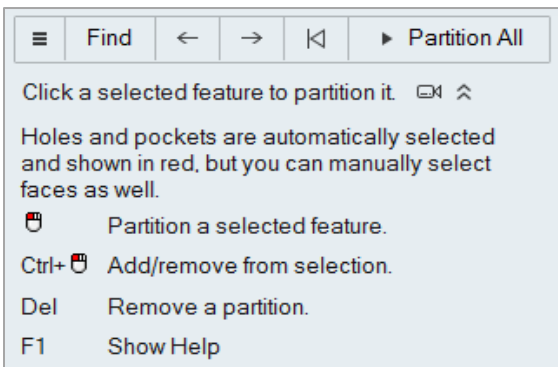 Find Partition All
Click a selected feature to partition it.
Holes and pockets are automatically selected
and shown in red, but you can manually select
faces as well.
Partition a selected feature.
Ctrl+ Add/remove from selection.
Del Remove a partition.
F1 Show Help